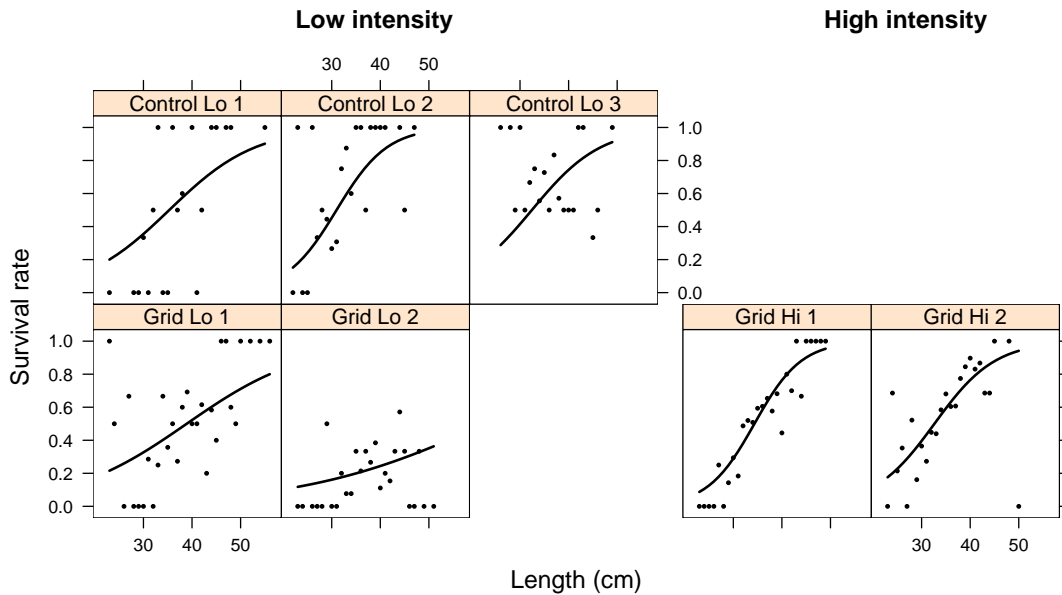 Low intensity High intensity
30 40 50
Control Lo 1 Control Lo 2 Control Lo 3
1.0
0.8
0.6
0.4
0.2
0.0
Grid Lo 1 Grid Lo 2 Grid Hi 1 Grid Hi 2
1.0
0.8
0.6
0.4
0.2
0.0
30 40 50 30 40 50
Survival rate
Length (cm)